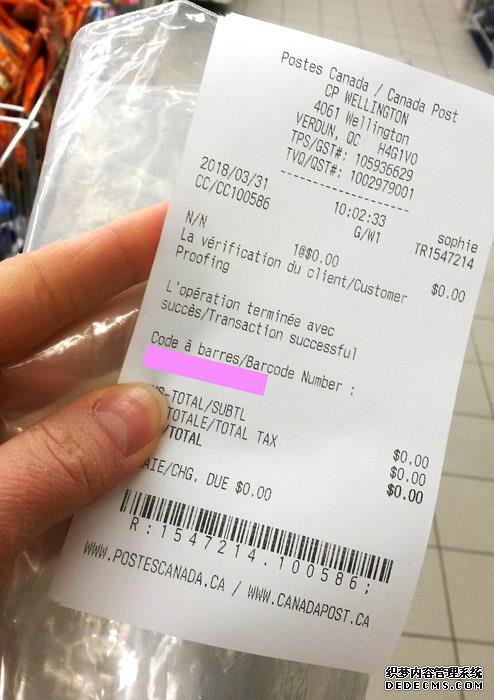 Postes Canada / Canada Post
CP WELLINGTON
4061 Wellington
VERDUN, QC H4G1V0
TPS/GST#: 105936629
TVQ/QST#: 1002979001
2018/03/31 10:02:33 sophie
CC/CC100586 G/W1 TR1547214
N/N 1@$0.00 $0.00
La vérification du client/Customer
Proofing
L'opération terminée avec
succès/Transaction successful
Code à barres/Barcode Number :
-TOTAL/SUBTL $0.00
TOTALE/TOTAL TAX $0.00
/TOTAL $0.00
AIE/CHG. DUE $0.00
R:1547214.100586;
WWW.POSTESCANADA.CA / WWW.CANADAPOST.CA
织梦内容管理系统
DEDECMS.COM